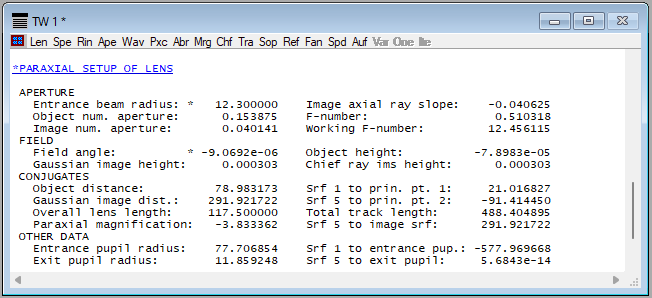 TW 1 *
Len Spe Rin Ape Wav Pxc Abr Mrg Chf Tra Sop Ref Fan Spd Auf Var One Ite
*PARAXIAL SETUP OF LENS
APERTURE
Entrance beam radius: * 12.300000 Image axial ray slope: -0.040625
Object num. aperture: 0.153875 F-number: 0.510318
Image num. aperture: 0.040141 Working F-number: 12.456115
FIELD
Field angle: * -9.0692e-06 Object height: -7.8983e-05
Gaussian image height: 0.000303 Chief ray ims height: 0.000303
CONJUGATES
Object distance: 78.983173 Srf 1 to prin. pt. 1: 21.016827
Gaussian image dist.: 291.921722 Srf 5 to prin. pt. 2: -91.414450
Overall lens length: 117.500000 Total track length: 488.404895
Paraxial magnification: -3.833362 Srf 5 to image srf: 291.921722
OTHER DATA
Entrance pupil radius: 77.706854 Srf 1 to entrance pup.: -577.969668
Exit pupil radius: 11.859248 Srf 5 to exit pupil: 5.6843e-14